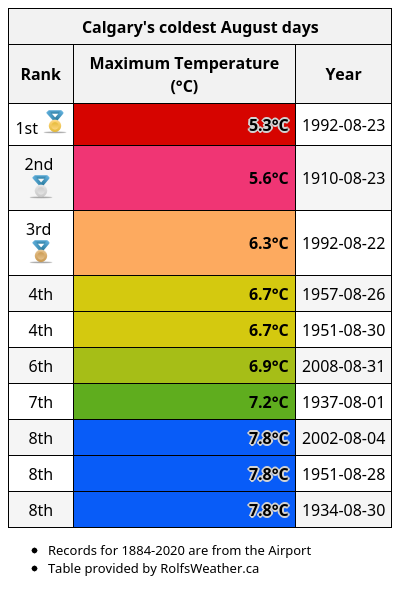 Calgary's coldest August days
Rank Maximum Temperature (°C) Year
1st 5.3°C 1992-08-23
2nd 5.6°C 1910-08-23
3rd 6.3°C 1992-08-22
4th 6.7°C 1957-08-26
4th 6.7°C 1951-08-30
6th 6.9°C 2008-08-31
7th 7.2°C 1937-08-01
8th 7.8°C 2002-08-04
8th 7.8°C 1951-08-28
8th 7.8°C 1934-08-30
• Records for 1884-2020 are from the Airport
• Table provided by RolfsWeather.ca